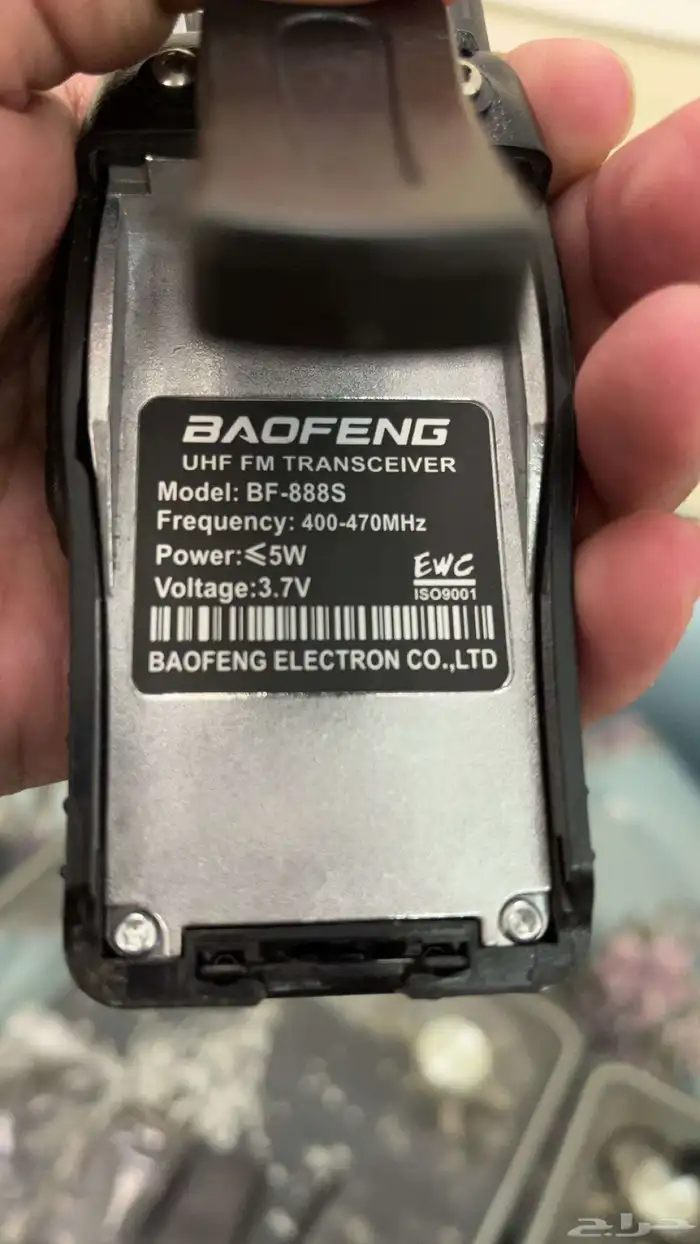 BAOFENG
UHF FM TRANSCEIVER
Model: BF-888S
Frequency: 400-470MHz
Power:≤5W
Voltage:3.7V
EWC
ISO9001
BAOFENG ELECTRON CO.,LTD
حراج